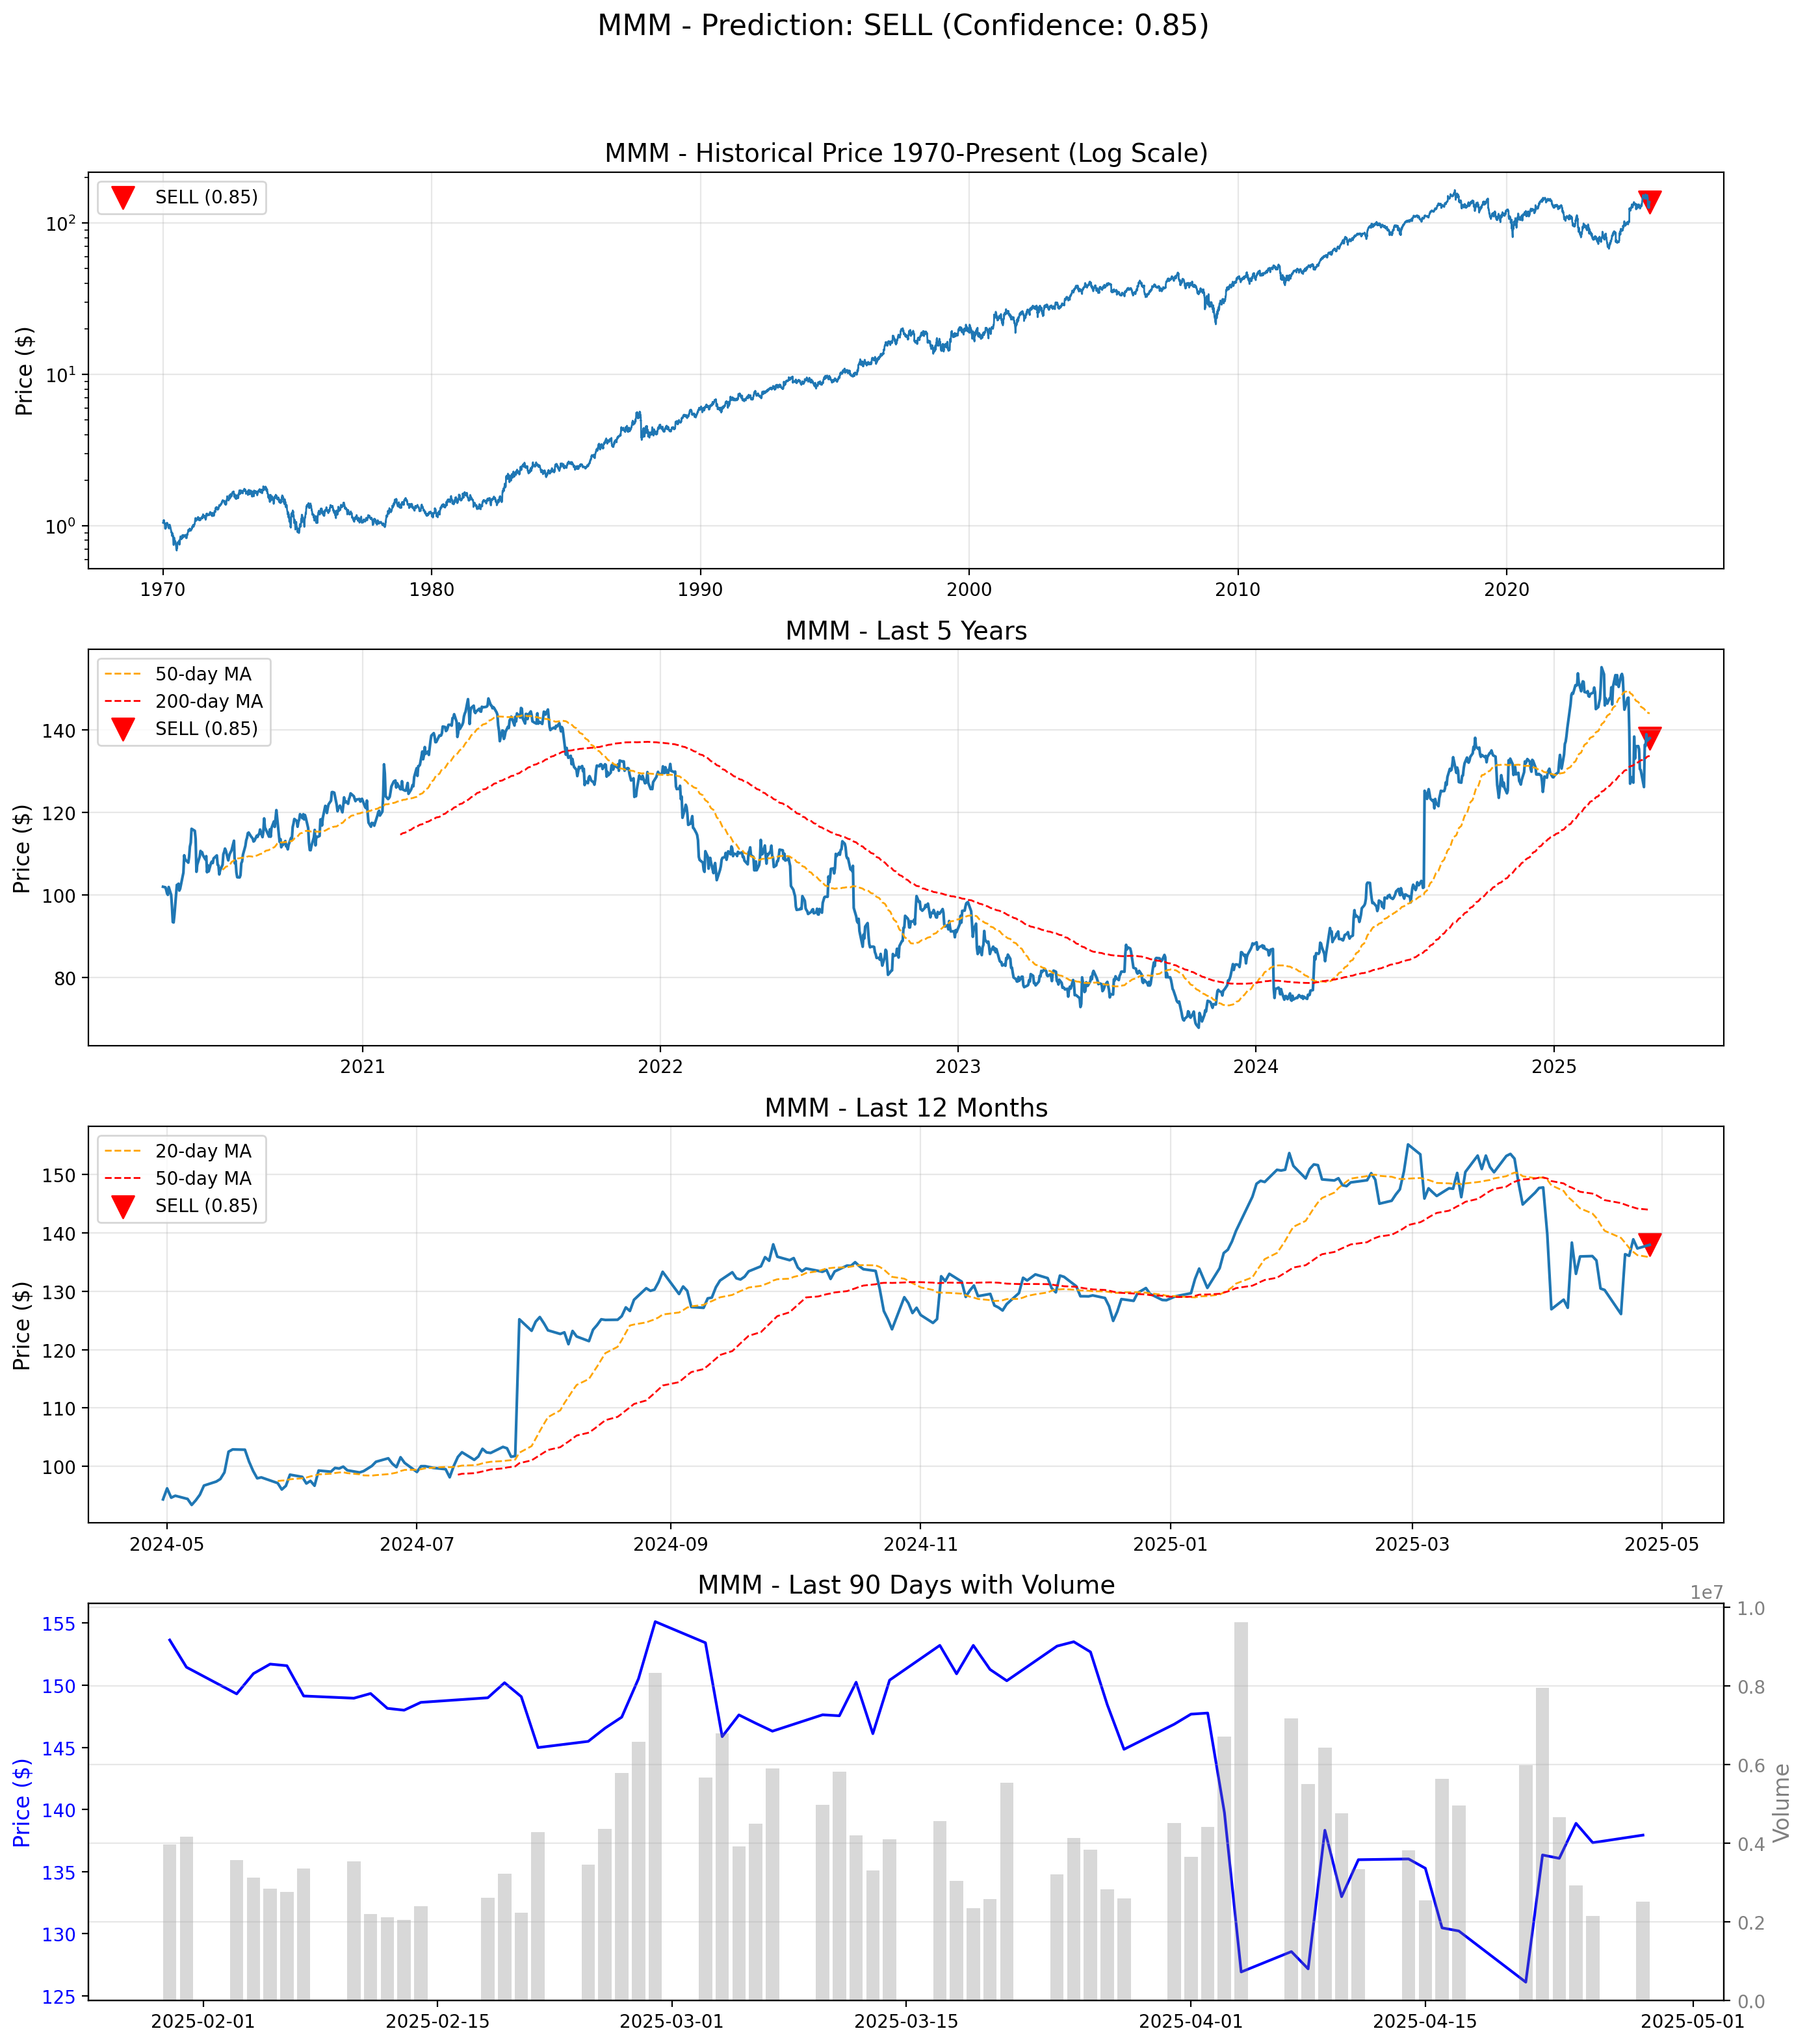 MMM - Prediction: SELL (Confidence: 0.85)
MMM - Historical Price 1970-Present (Log Scale)
SELL (0.85)
Price ($)
10²
10¹
10⁰
1970 1980 1990 2000 2010 2020
MMM - Last 5 Years
50-day MA
200-day MA
SELL (0.85)
Price ($)
140
120
100
80
2021 2022 2023 2024 2025
MMM - Last 12 Months
20-day MA
50-day MA
SELL (0.85)
Price ($)
150
140
130
120
110
100
2024-05 2024-07 2024-09 2024-11 2025-01 2025-03 2025-05
MMM - Last 90 Days with Volume
1e7
Price ($)
155
150
145
140
135
130
125
1.0
0.8
0.6
0.4
0.2
0.0
Volume
2025-02-01 2025-02-15 2025-03-01 2025-03-15 2025-04-01 2025-04-15 2025-05-01